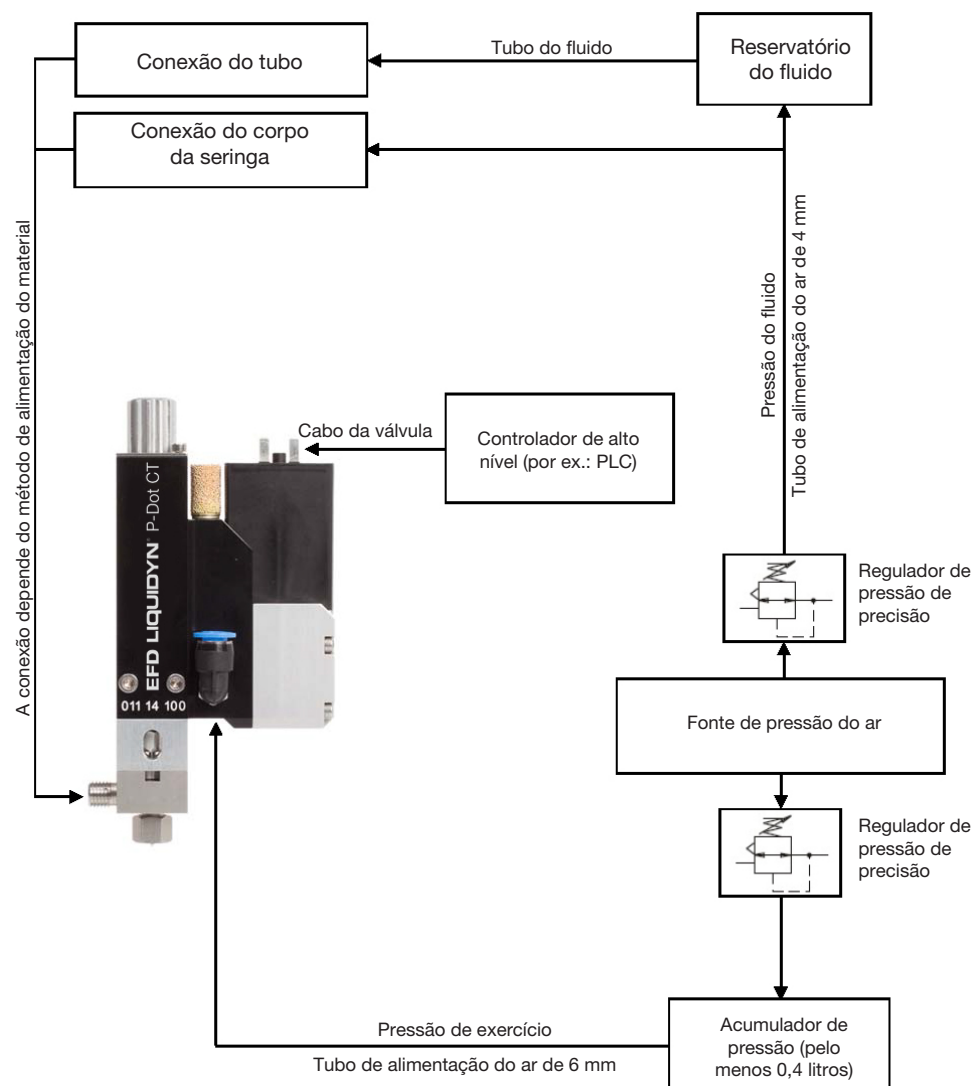 Conexão do tubo
Tubo do fluido
Reservatório
do fluido
Conexão do corpo
da seringa
A conexão depende do método de alimentação do material
Pressão do fluido
Tubo de alimentação do ar de 4 mm
Cabo da válvula
Controlador de alto
nível (por ex.: PLC)
EFD LIQUIDYN® P-Dot CT
011 14 100
Regulador de
pressão de
precisão
Fonte de pressão do ar
Regulador de
pressão de
precisão
Pressão de exercício
Tubo de alimentação do ar de 6 mm
Acumulador de
pressão (pelo
menos 0,4 litros)